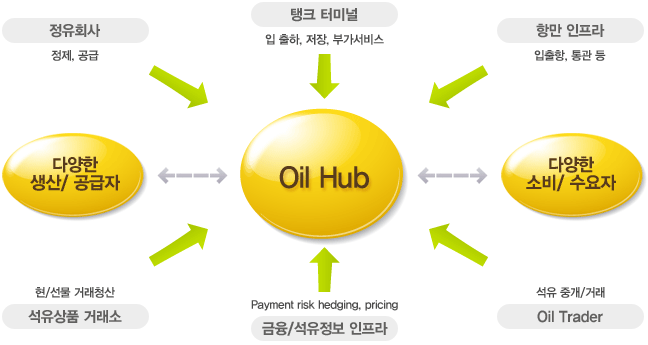 정유회사
정제, 공급
탱크 터미널
입 출하, 저장, 부가서비스
항만 인프라
입출항, 통관 등
다양한
생산/ 공급자
Oil Hub
다양한
소비/ 수요자
현/선물 거래청산
석유상품 거래소
Payment risk hedging, pricing
금융/석유정보 인프라
석유 중개/거래
Oil Trader